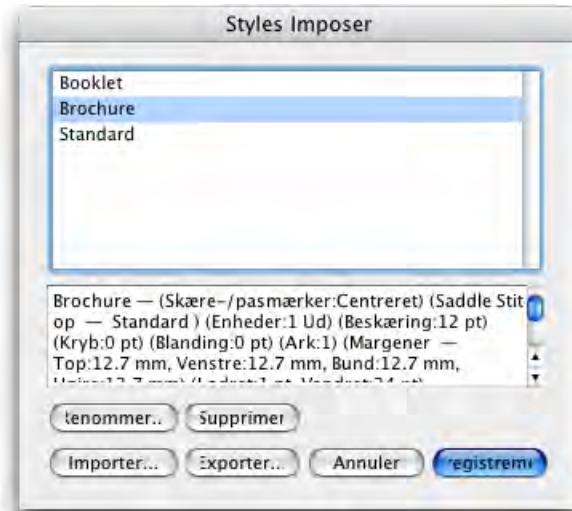 Styles Imposer
Booklet
Brochure
Standard
Brochure — (Skære-/pasmærker:Centreret) (Saddle Stit
op — Standard ) (Enheder:1 Ud) (Beskæring:12 pt)
(Kryb:0 pt) (Blanding:0 pt) (Ark:1) (Margener —
Top:12.7 mm, Venstre:12.7 mm, Bund:12.7 mm,
Importer... Exporter... Annuler